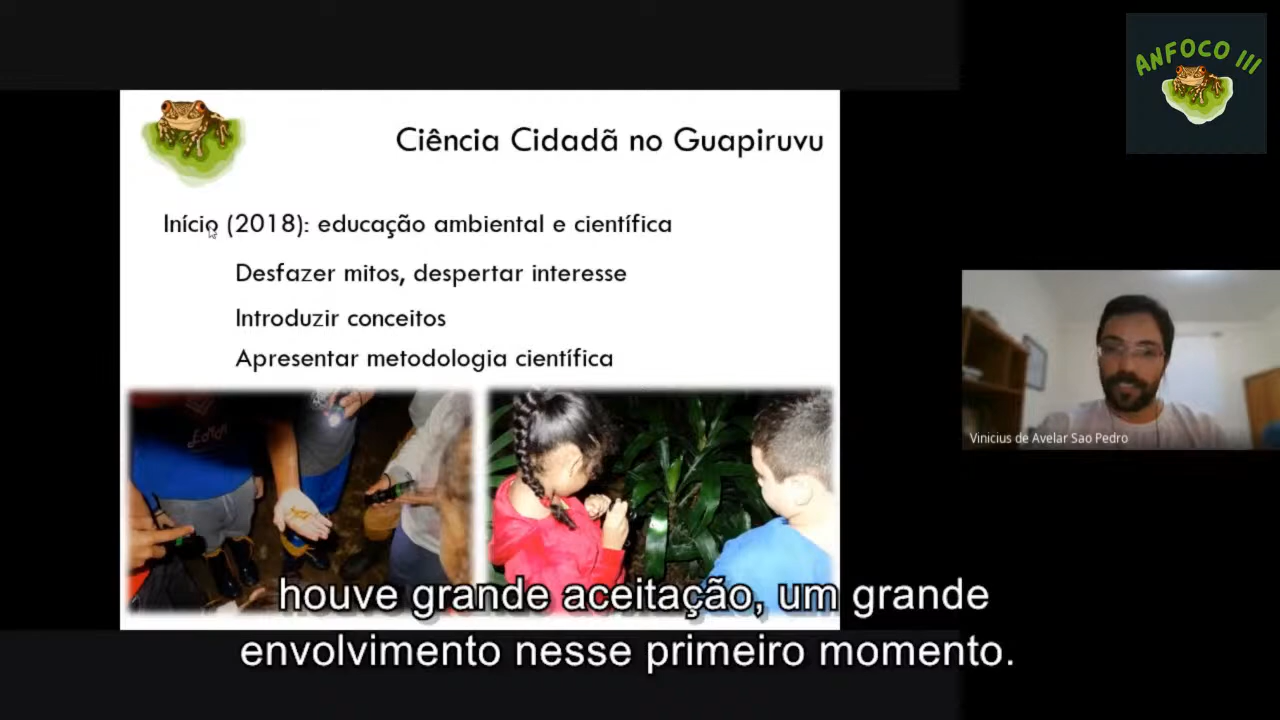 ANFOCO III
Ciência Cidadã no Guapiruvu
Início (2018): educação ambiental e científica
Desfazer mitos, despertar interesse
Introduzir conceitos
Apresentar metodologia científica
Vinicius de Avelar Sao Pedro
houve grande aceitação, um grande
envolvimento nesse primeiro momento.